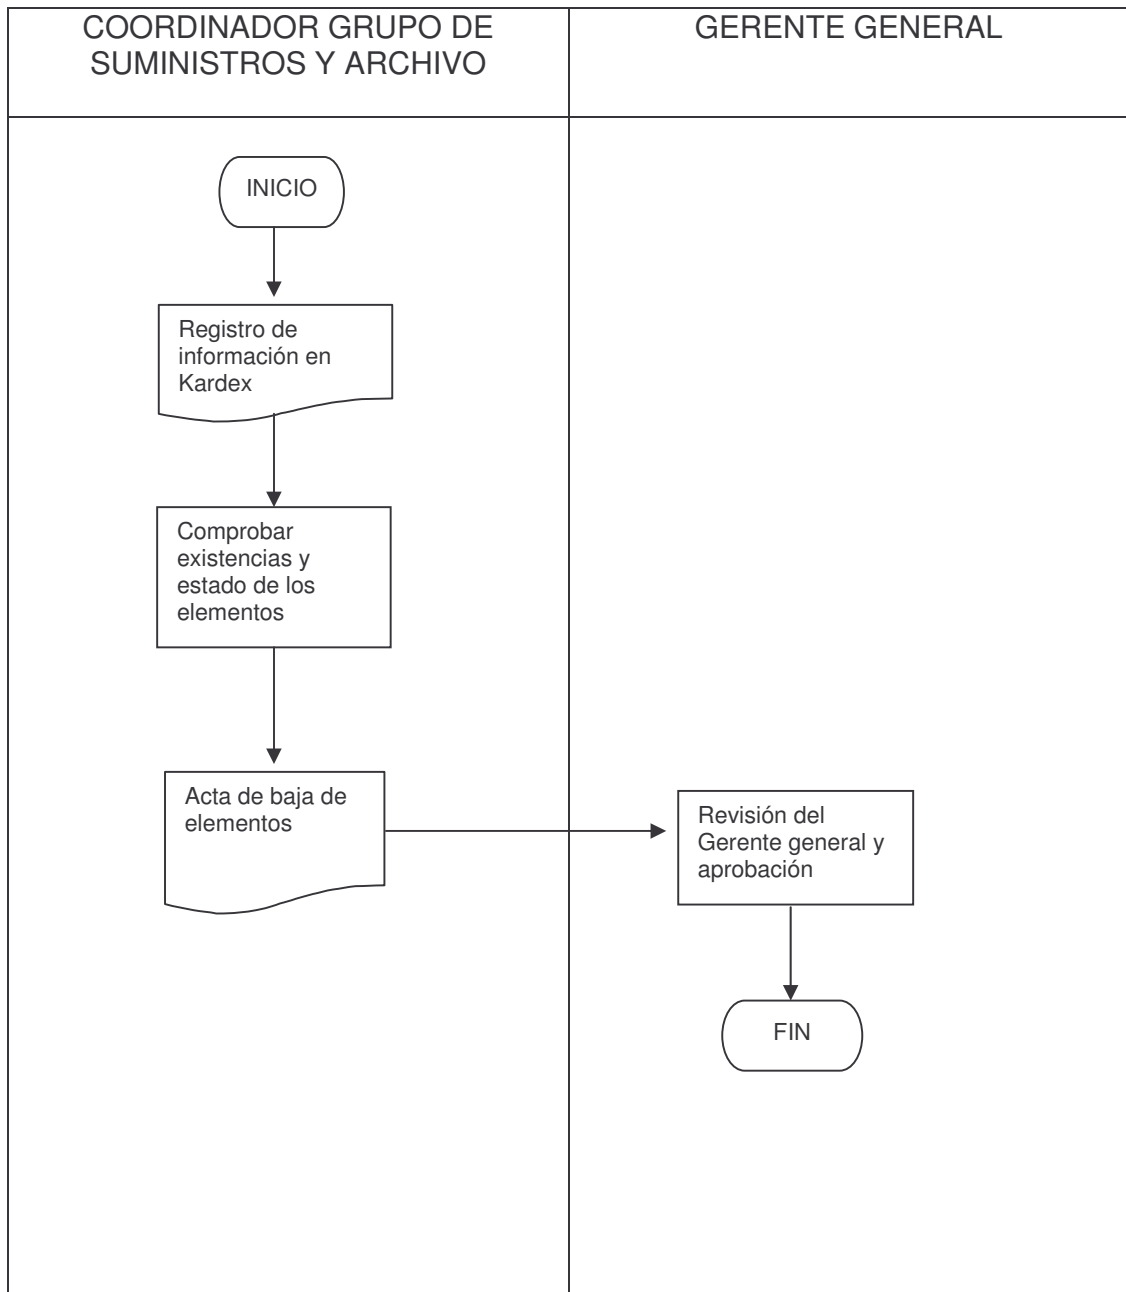 COORDINADOR GRUPO DE
SUMINISTROS Y ARCHIVO
GERENTE GENERAL
INICIO
Registro de
información en
Kardex
Comprobar
existencias y
estado de los
elementos
Acta de baja de
elementos
Revisión del
Gerente general y
aprobación
FIN